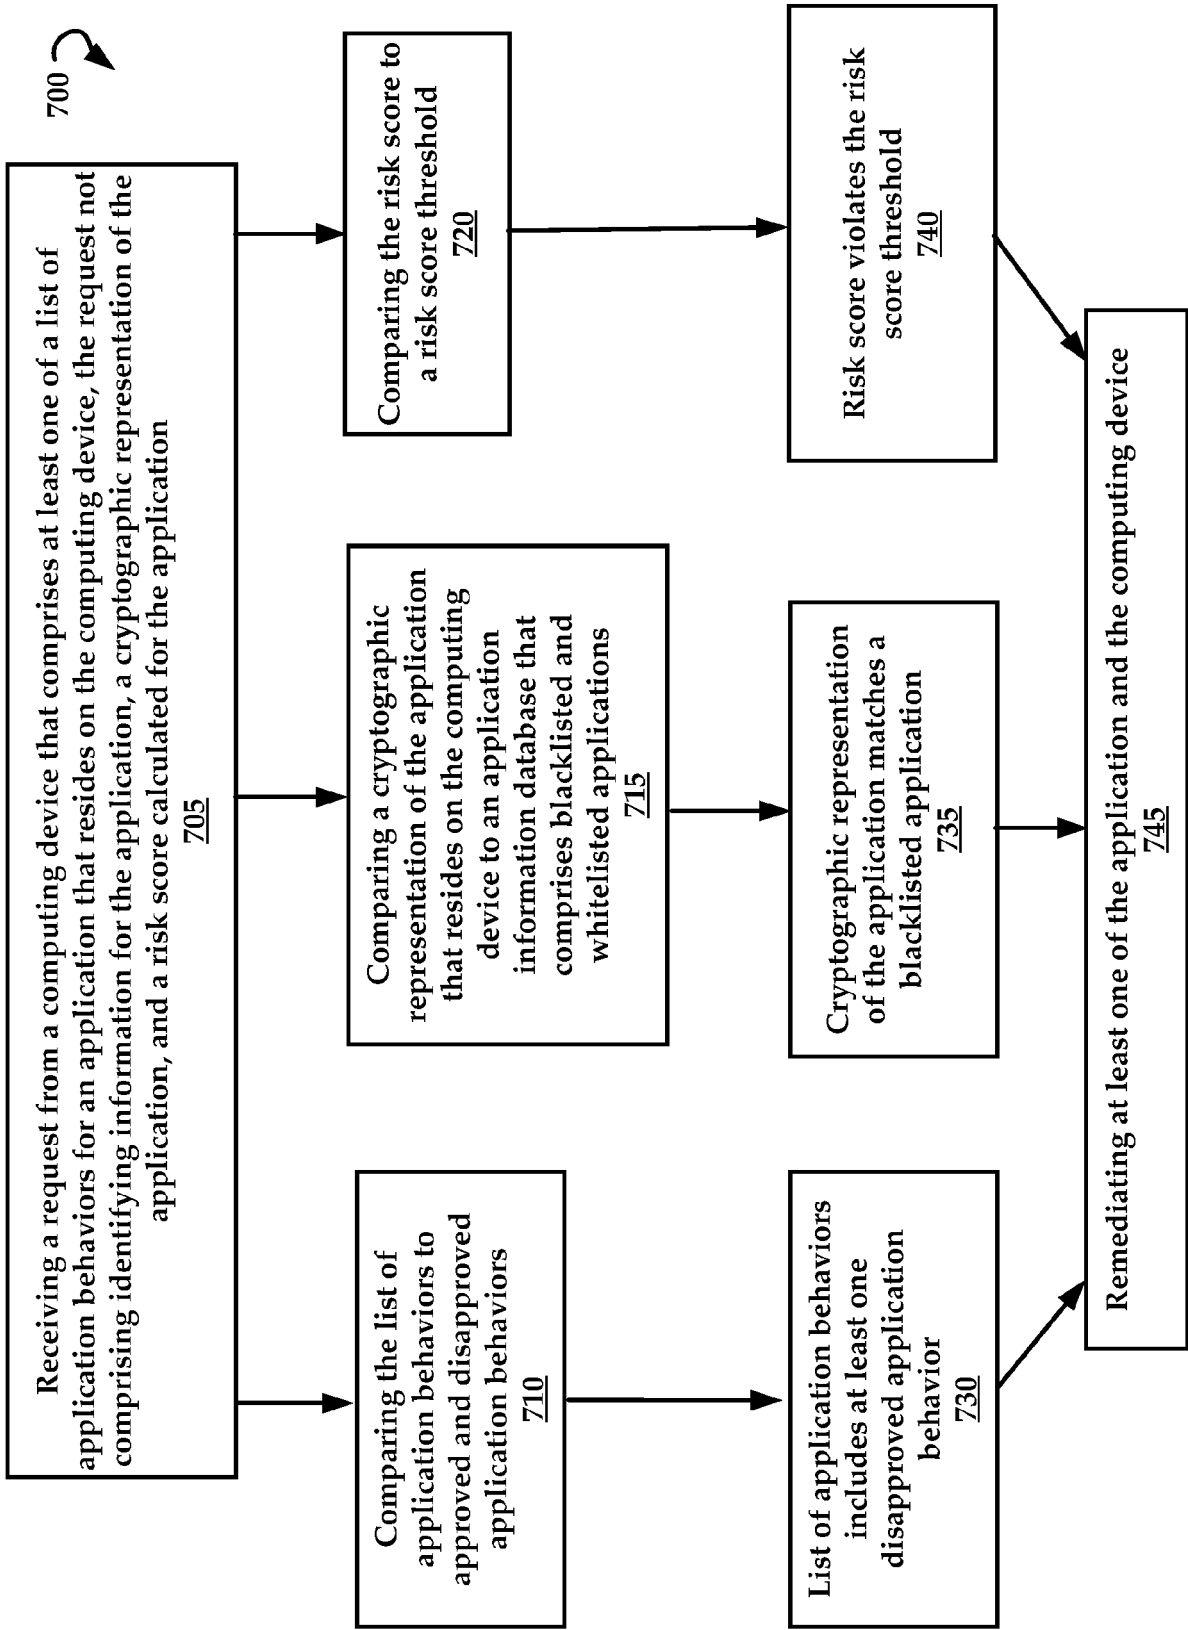 700
Receiving a request from a computing device that comprises at least one of a list of
application behaviors for an application that resides on the computing device, the request not
comprising identifying information for the application, a cryptographic representation of the
application, and a risk score calculated for the application
705
Comparing the list of
application behaviors to
approved and disapproved
application behaviors
710
Comparing a cryptographic
representation of the application
that resides on the computing
device to an application
information database that
comprises blacklisted and
whitelisted applications
715
Comparing the risk score to
a risk score threshold
720
List of application behaviors
includes at least one
disapproved application
behavior
730
Cryptographic representation
of the application matches a
blacklisted application
735
Risk score violates the risk
score threshold
740
Remediating at least one of the application and the computing device
745